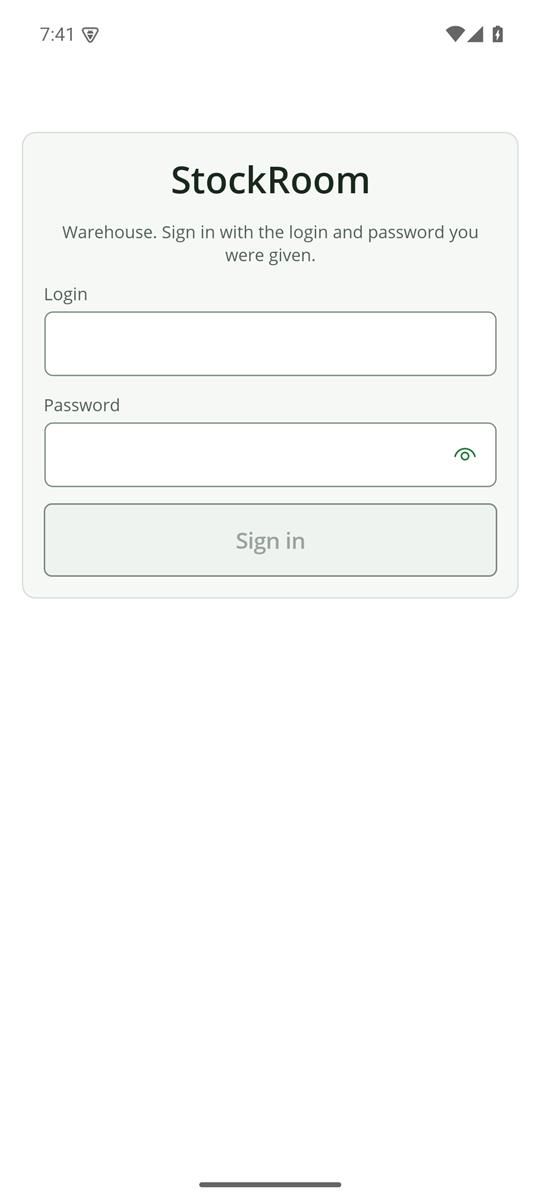 7:41
StockRoom
Warehouse. Sign in with the login and password you
were given.
Login
Password
Sign in